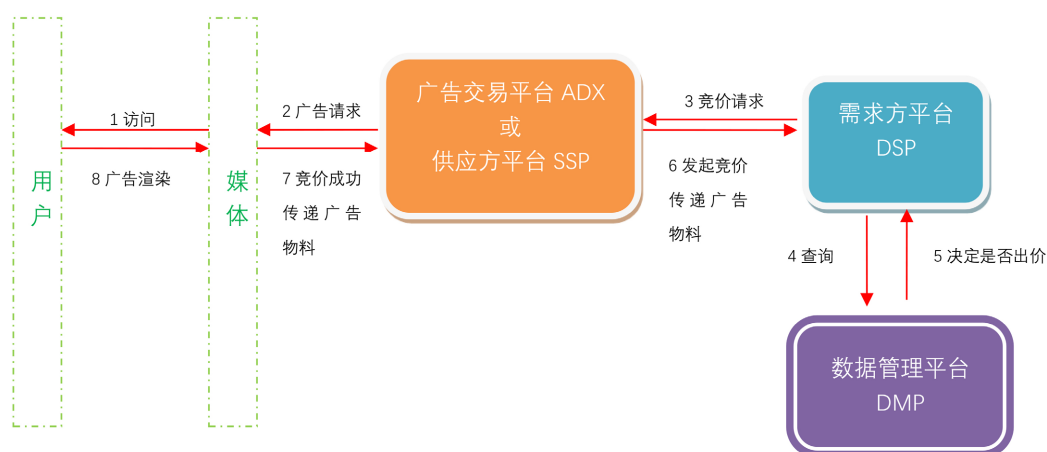 用
户
1 访问
8 广告渲染
媒
体
2 广告请求
7 竞价成功
传 递 广 告
物料
广告交易平台 ADX
或
供应方平台 SSP
3 竞价请求
6 发起竞价
传 递 广 告
物料
需求方平台
DSP
4 查询
5 决定是否出价
数据管理平台
DMP